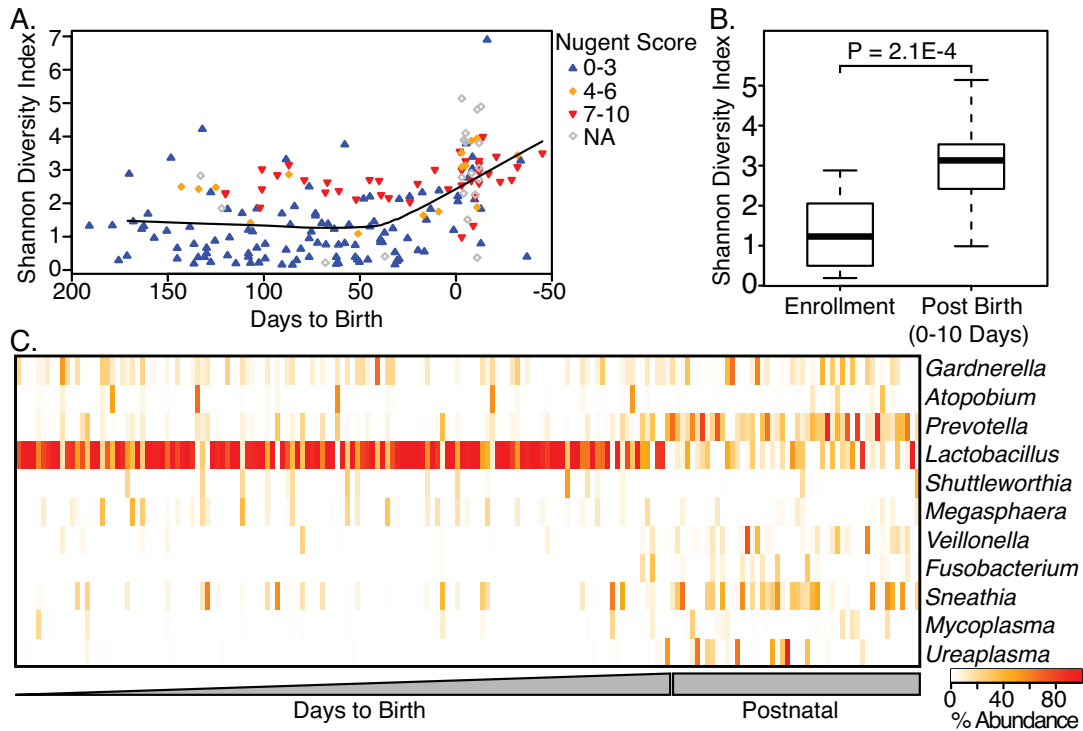 A.
Shannon Diversity Index
7
6
5
4
3
2
1
0
200
150
100
50
0
-50
Days to Birth
Nugent Score
0-3
4-6
7-10
NA
B.
Shannon Diversity Index
P = 2.1E-4
5
4
3
2
1
0
Enrollment
Post Birth
(0-10 Days)
C.
Gardnerella
Atopobium
Prevotella
Lactobacillus
Shuttleworthia
Megasphaera
Veillonella
Fusobacterium
Sneathia
Mycoplasma
Ureaplasma
Days to Birth
Postnatal
0 40 80
% Abundance